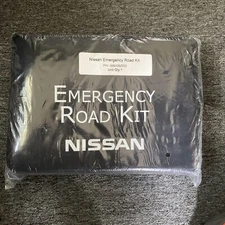 Nissan Emergency Road Kit
EMERGENCY
ROAD KIT
NISSAN